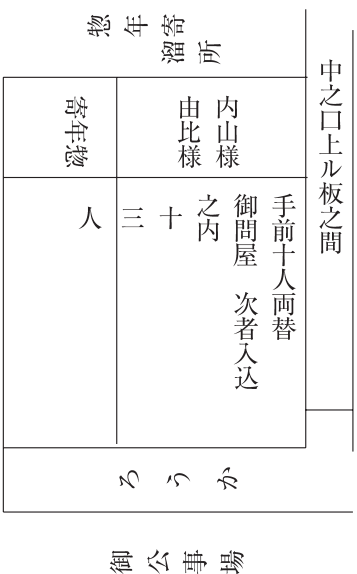 中之口上ル板之間
惣年寄
溜所
内山様
由比様
惣年寄
手前十人両替
御問屋 次者入込
之内
十
三
人
ろうか
御公事場